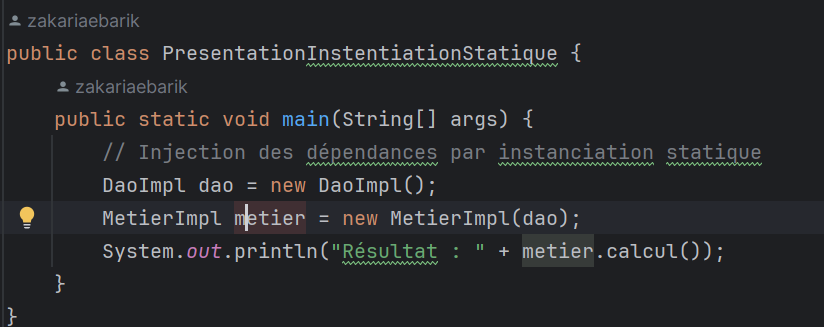 zakariaebarik
public class PresentationInstentiationStatique {
zakariaebarik
public static void main(String[] args) {
// Injection des dépendances par instanciation statique
DaoImpl dao = new DaoImpl();
MetierImpl metier = new MetierImpl(dao);
System.out.println("Résultat : " + metier.calcul());
}
}